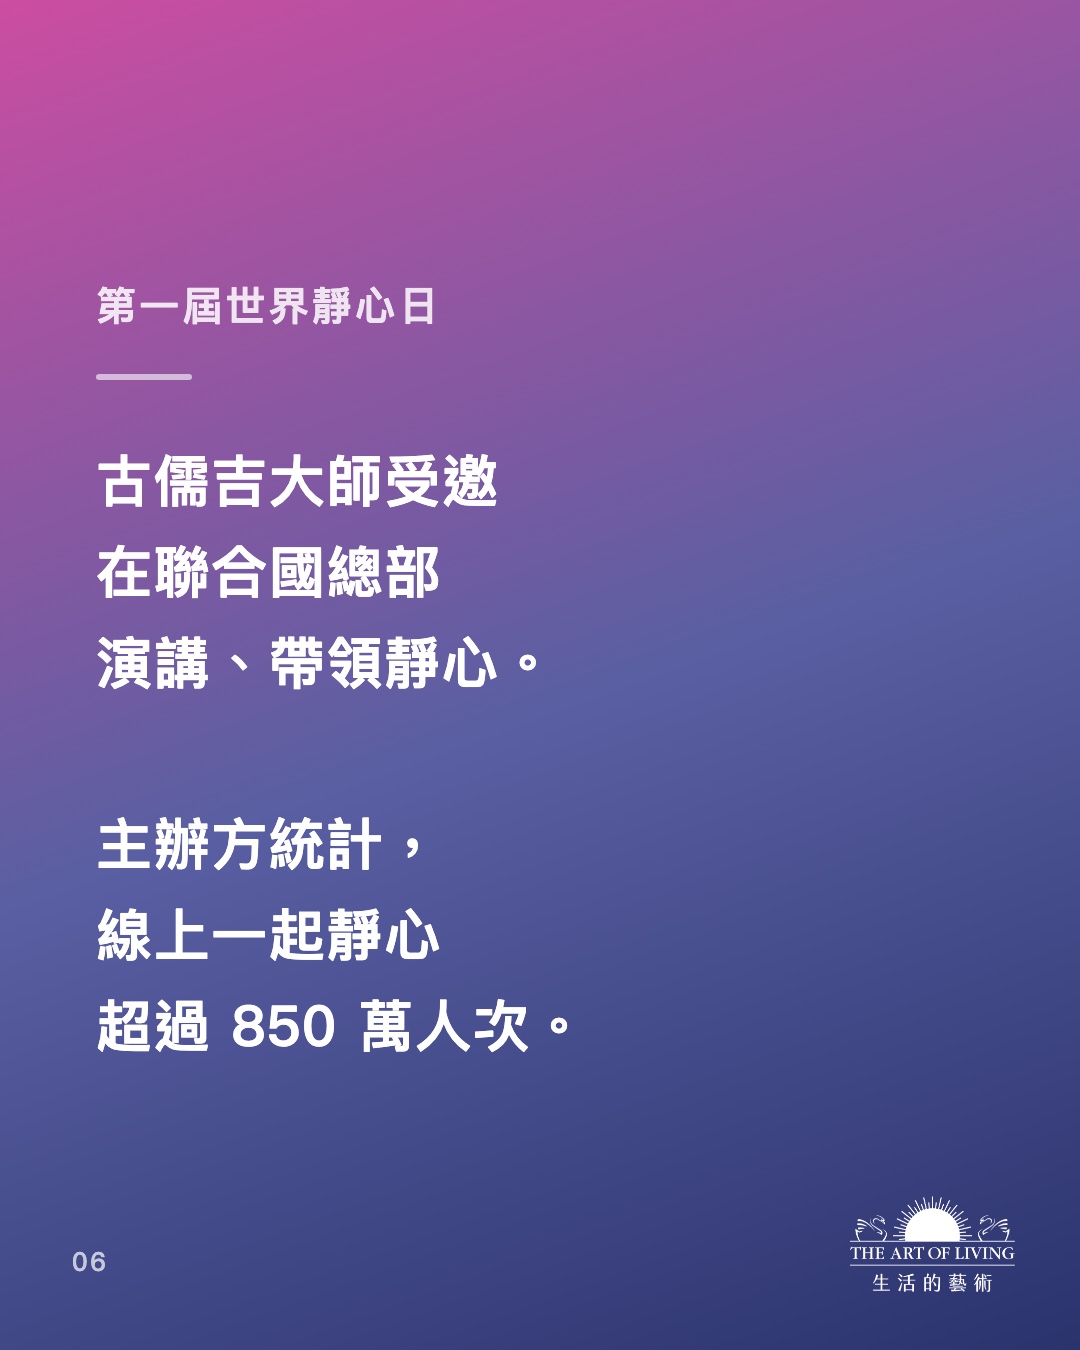 第一屆世界靜心日
古儒吉大師受邀
在聯合國總部
演講、帶領靜心。
主辦方統計，
線上一起靜心
超過 850 萬人次。
06
THE ART OF LIVING
生活的藝術